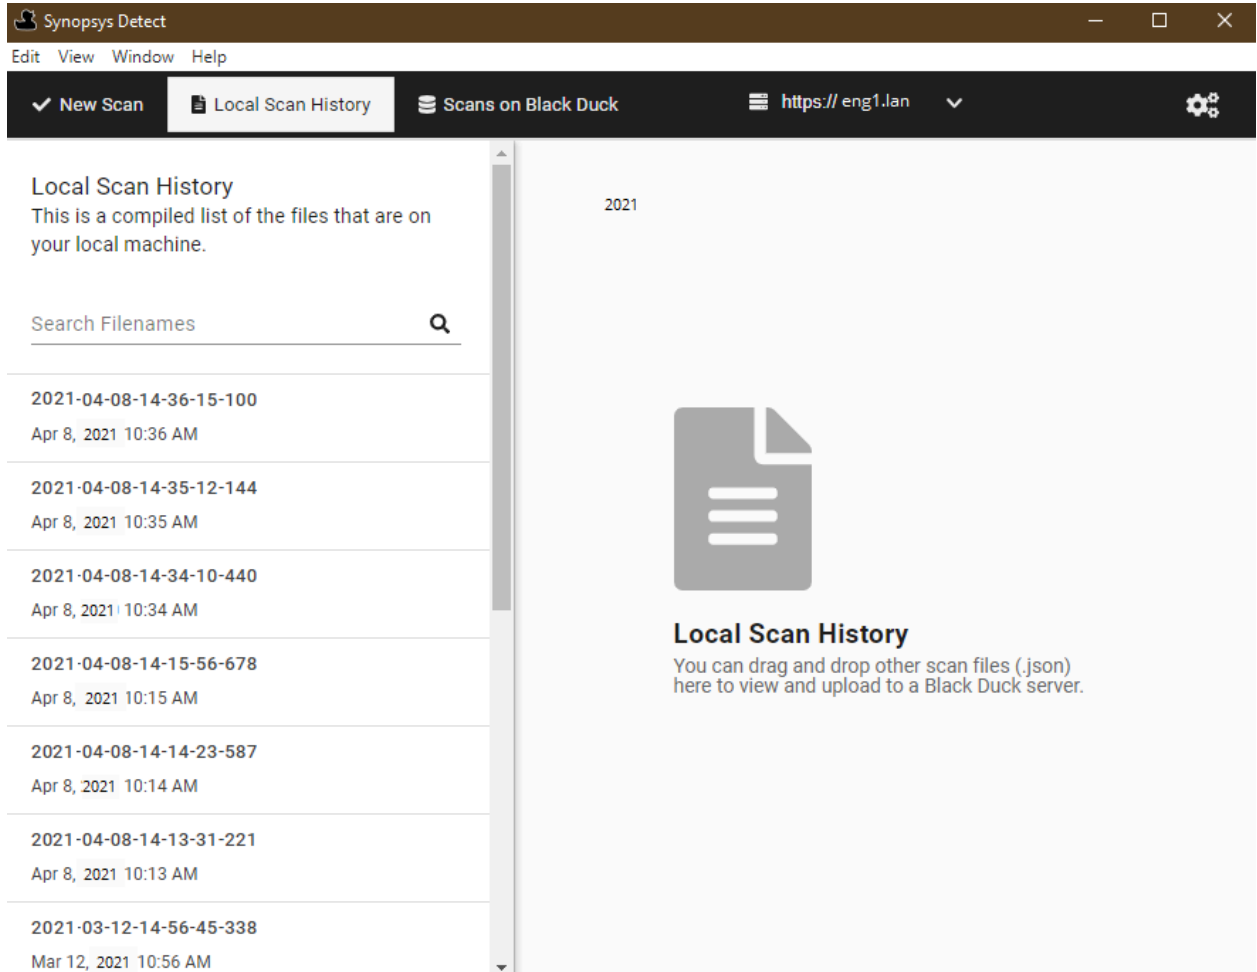 Synopsys Detect
Edit View Window Help
New Scan Local Scan History Scans on Black Duck https:// eng1.lan
Local Scan History
This is a compiled list of the files that are on
your local machine.
Search Filenames
2021-04-08-14-36-15-100
Apr 8, 2021 10:36 AM
2021-04-08-14-35-12-144
Apr 8, 2021 10:35 AM
2021-04-08-14-34-10-440
Apr 8, 2021 10:34 AM
2021-04-08-14-15-56-678
Apr 8, 2021 10:15 AM
2021-04-08-14-14-23-587
Apr 8, 2021 10:14 AM
2021-04-08-14-13-31-221
Apr 8, 2021 10:13 AM
2021-03-12-14-56-45-338
Mar 12, 2021 10:56 AM
2021
Local Scan History
You can drag and drop other scan files (.json)
here to view and upload to a Black Duck server.